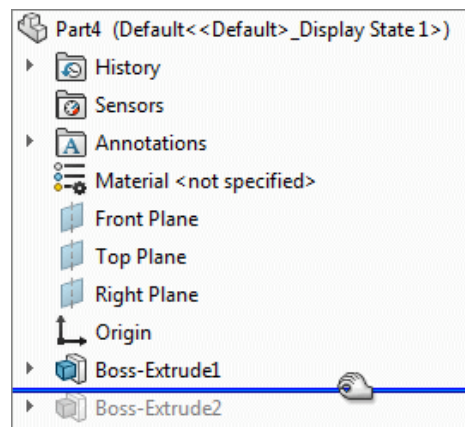 Part4 (Default<<Default>_Display State 1>)
History
Sensors
Annotations
Material <not specified>
Front Plane
Top Plane
Right Plane
Origin
Boss-Extrude1
Boss-Extrude2